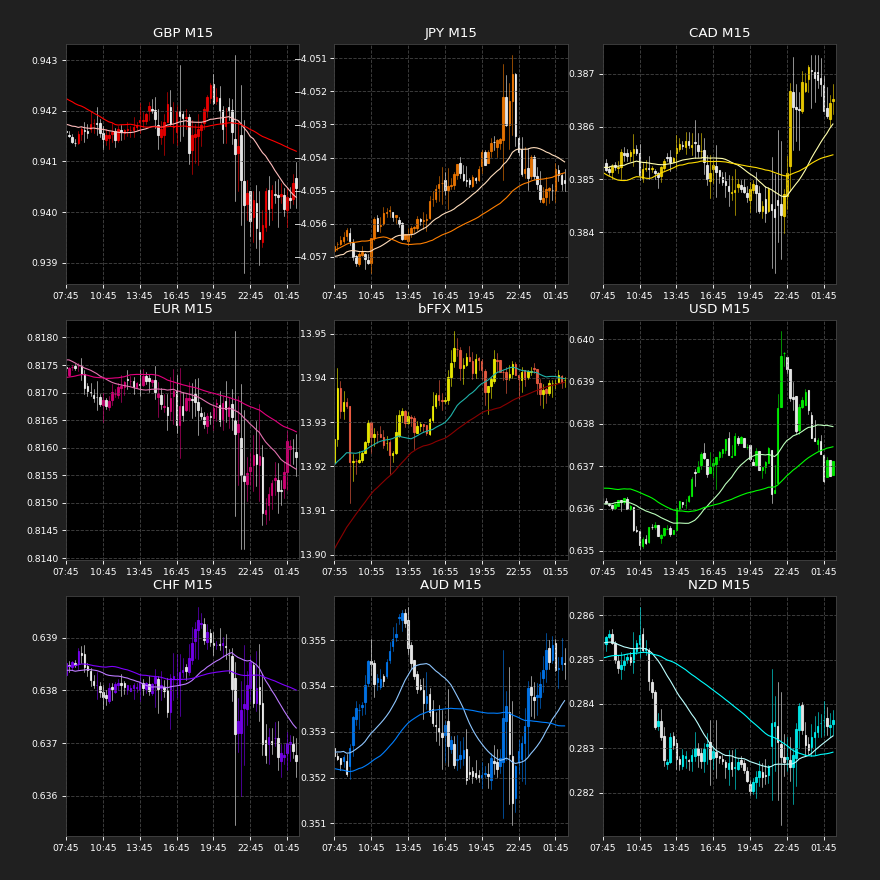 GBP M15
0.943
0.942
0.941
0.940
0.939
07:45 10:45 13:45 16:45 19:45 22:45 01:45
JPY M15
−4.051
−4.052
−4.053
−4.054
−4.055
−4.056
−4.057
07:45 10:45 13:45 16:45 19:45 22:45 01:45
CAD M15
0.387
0.386
0.385
0.384
07:45 10:45 13:45 16:45 19:45 22:45 01:45
EUR M15
0.8180
0.8175
0.8170
0.8165
0.8160
0.8155
0.8150
0.8145
0.8140
07:45 10:45 13:45 16:45 19:45 22:45 01:45
bFFX M15
13.95
13.94
13.93
13.92
13.91
13.90
07:55 10:55 13:55 16:55 19:55 22:55 01:55
USD M15
0.640
0.639
0.638
0.637
0.636
0.635
07:45 10:45 13:45 16:45 19:45 22:45 01:45
CHF M15
0.639
0.638
0.637
0.636
07:45 10:45 13:45 16:45 19:45 22:45 01:45
AUD M15
0.355
0.354
0.353
0.352
0.351
07:45 10:45 13:45 16:45 19:45 22:45 01:45
NZD M15
0.286
0.285
0.284
0.283
0.282
07:45 10:45 13:45 16:45 19:45 22:45 01:45